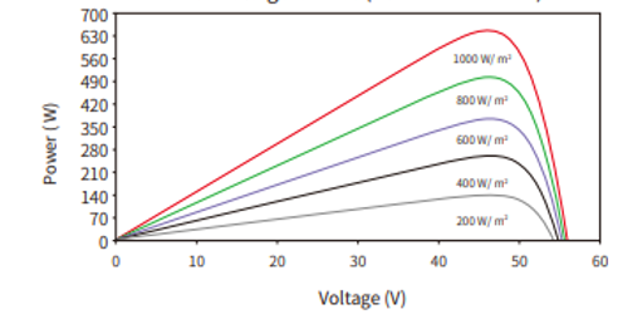 700
630
560
490
420
350
280
210
140
70
0
Power ( W)
1000 W/ m²
800 W/ m²
600 W/ m²
400 W/ m²
200 W/ m²
0 10 20 30 40 50 60
Voltage (V)